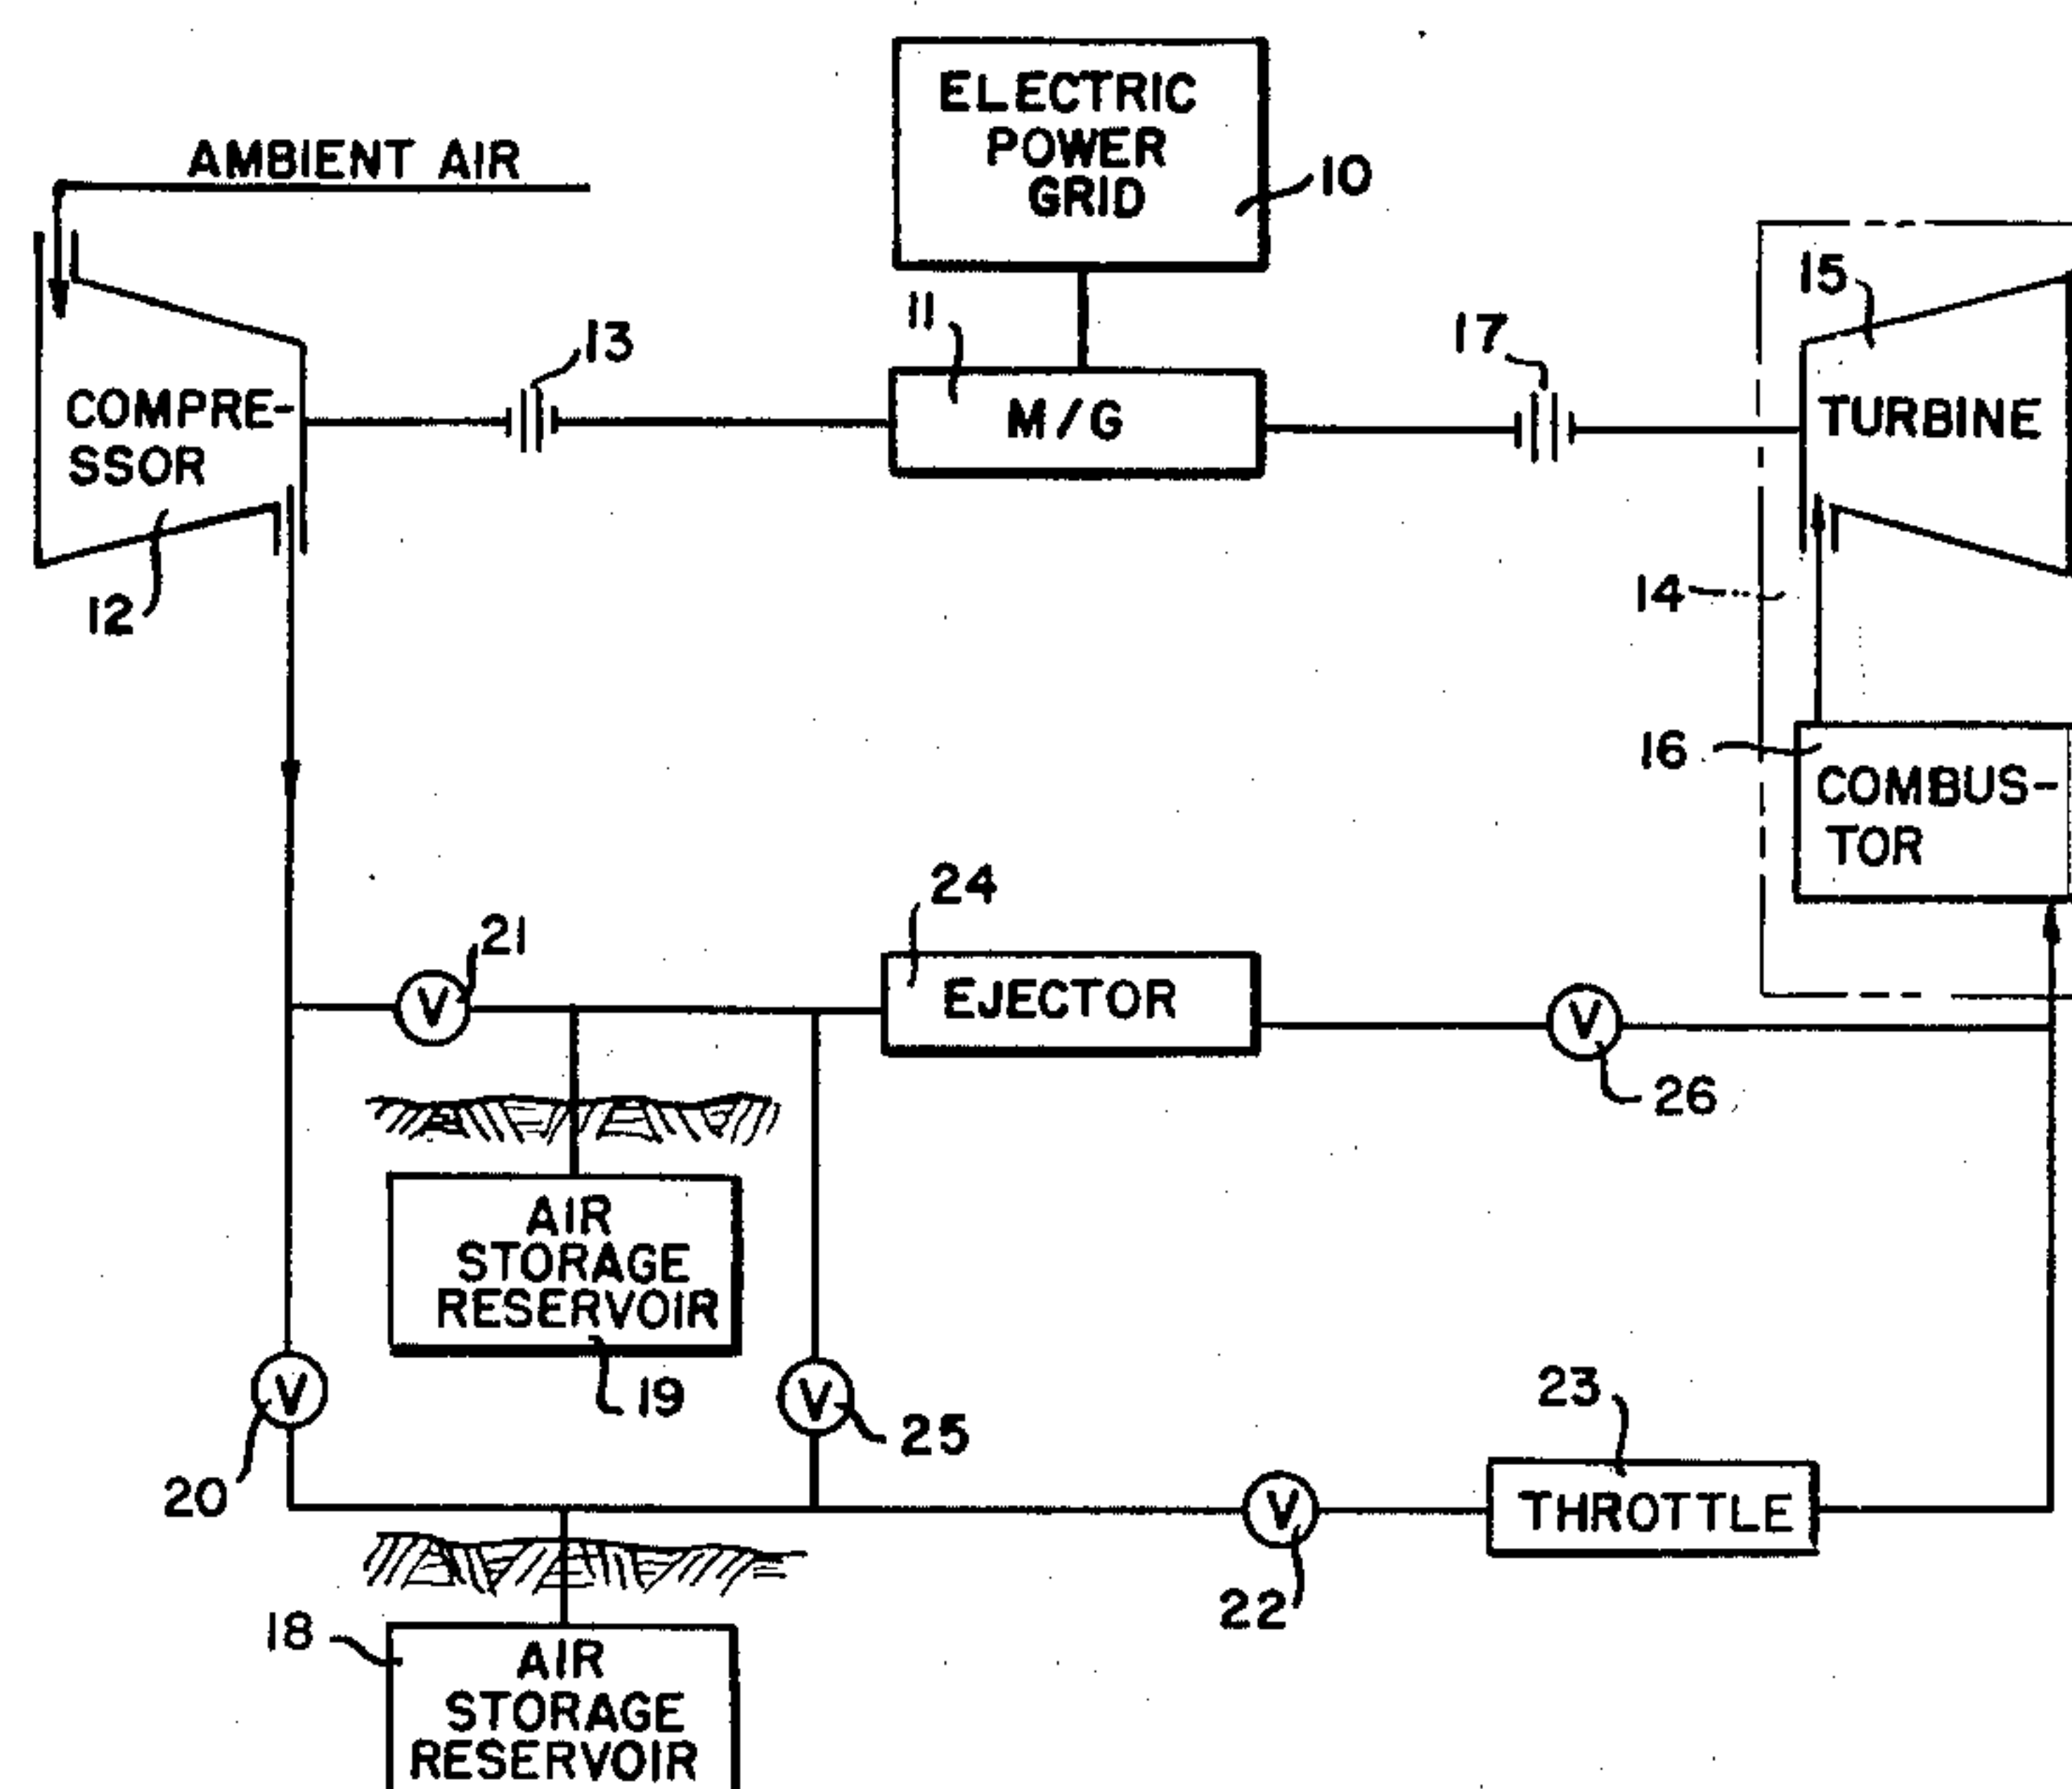 ELECTRIC
POWER
GRID
10
AMBIENT AIR
11
13
17
15
COMPRE-
SSOR
M/G
TURBINE
12
14
16
COMBUS-
TOR
24
21
V
EJECTOR
V
26
AIR
STORAGE
RESERVOIR
19
V
20
V
25
23
V
THROTTLE
22
18
AIR
STORAGE
RESERVOIR